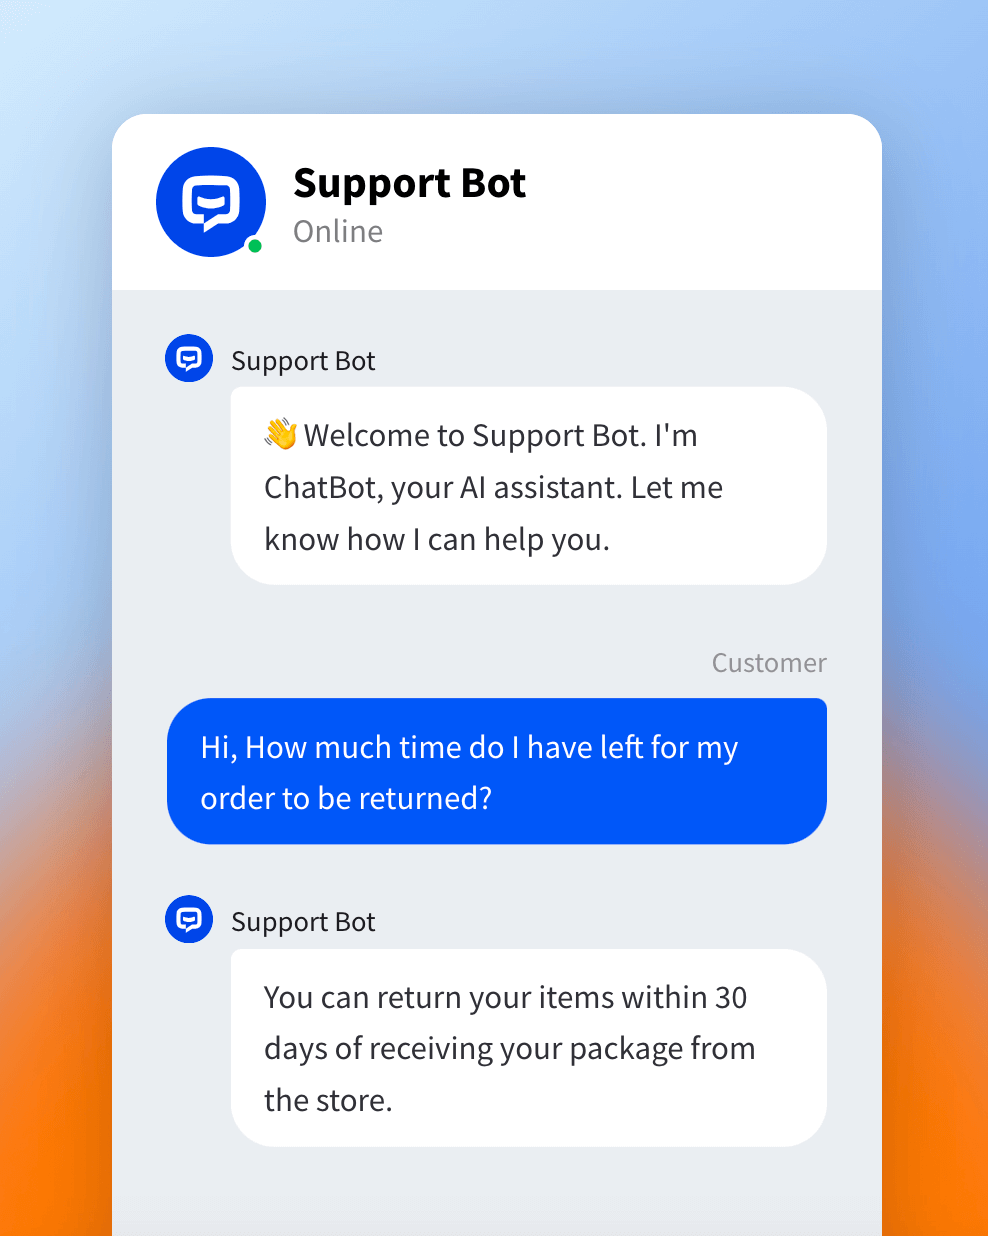 Support Bot
Online
Support Bot
👋 Welcome to Support Bot. I'm
ChatBot, your AI assistant. Let me
know how I can help you.
Customer
Hi, How much time do I have left for my
order to be returned?
Support Bot
You can return your items within 30
days of receiving your package from
the store.